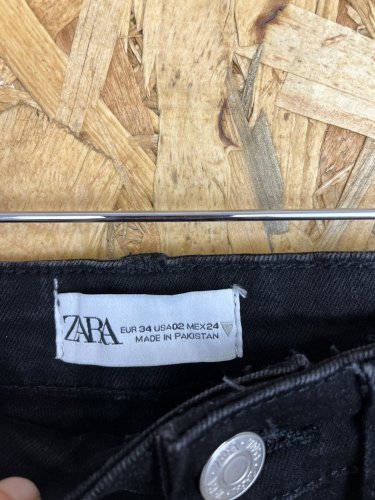 ZARA
EUR 34 USA 02 MEX 24
MADE IN PAKISTAN